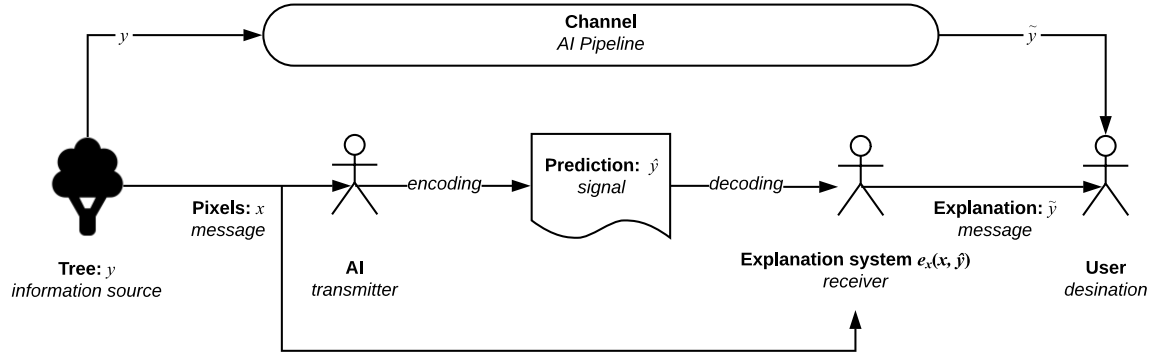 Channel
AI Pipeline
y
ỹ
encoding
Prediction: ŷ
signal
decoding
Pixels: x
message
Explanation: ỹ
message
Tree: y
information source
AI
transmitter
Explanation system eₓ(x, ŷ)
receiver
User
desination